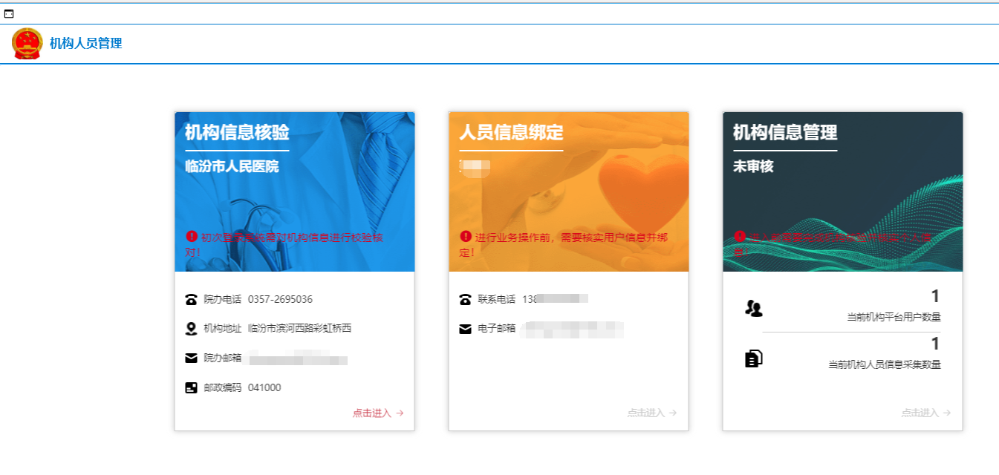 机构人员管理
机构信息核验
临汾市人民医院
初次登录系统需对机构信息进行校验核
对!
院办电话 0357-2695036
机构地址 临汾市滨河西路彩虹桥西
院办邮箱
邮政编码 041000
点击进入 →
人员信息绑定
进行业务操作前，需要核实用户信息并绑
定!
联系电话 138
电子邮箱
点击进入 →
机构信息管理
未审核
1
当前机构平台用户数量
1
当前机构人员信息采集数量
点击进入 →